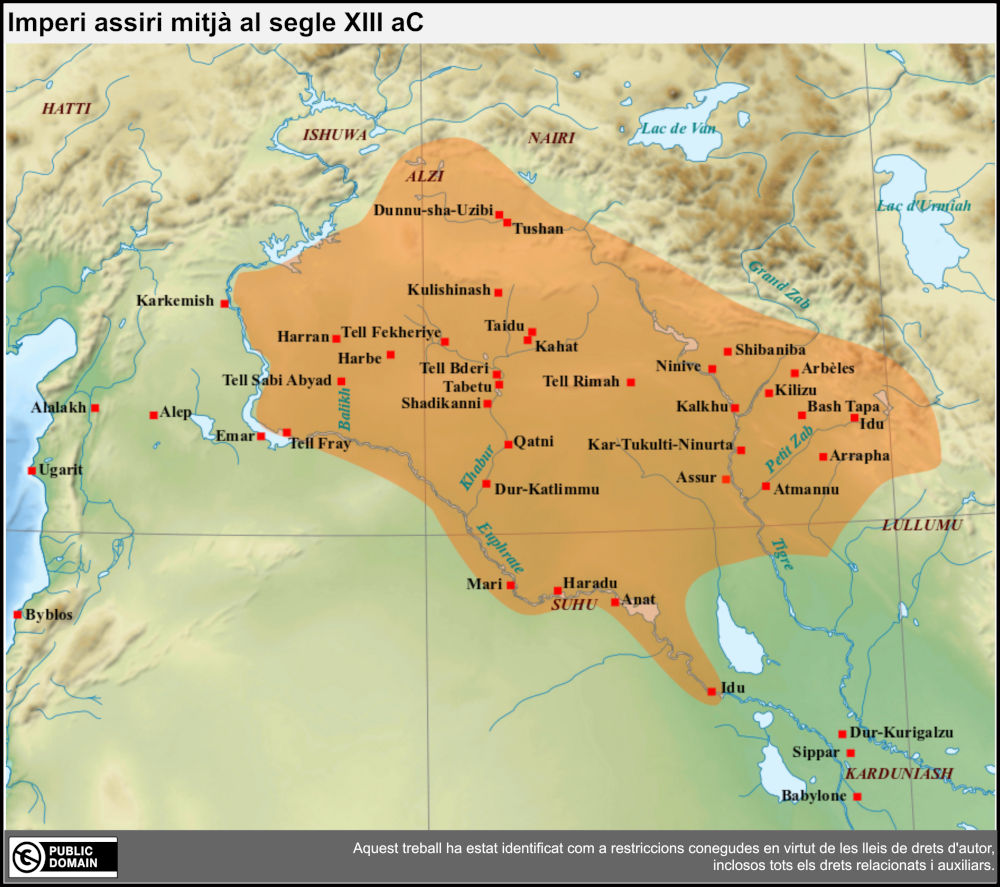 Imperi assiri mitjà al segle XIII aC
HATTI
ISHUWA
NAIRI
Lac de Van
ALZI
Lac d'Urmiah
Dunnu-sha-Uzibi
Tushan
Grand Zab
Kulishinash
Karkemish
Taidu
Harran
Tell Fekheriye
Kahat
Harbe
Shibaniba
Ninive
Arbèles
Tell Bderi
Tell Sabi Abyad
Tabetu
Tell Rimah
Kilizu
Balikh
Shadikanni
Kalkhu
Bash Tapa
Alalakh
Alep
Idu
Emar
Tell Fray
Qatni
Kar-Tukulti-Ninurta
Petit Zab
Arrapha
Ugarit
Khabur
Assur
Dur-Katlimmu
Atmannu
LULLUMU
Euphrate
Tigre
Mari
Haradu
SUHU
Anat
Byblos
Idu
Dur-Kurigalzu
Sippar
KARDUNIASH
Babylone
PUBLIC
DOMAIN
Aquest treball ha estat identificat com a restriccions conegudes en virtut de les lleis de drets d'autor,
inclosos tots els drets relacionats i auxiliars.